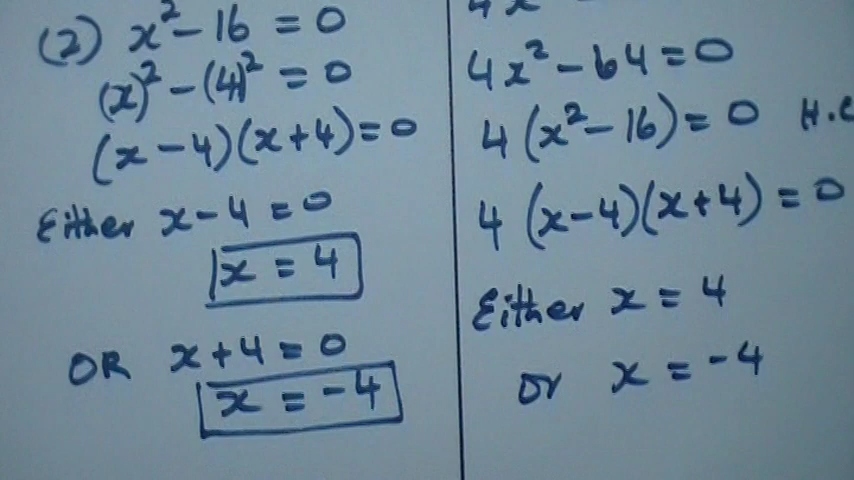 (2) x² - 16 = 0
(x)² - (4)² = 0
(x - 4)(x + 4) = 0
Either x - 4 = 0
x = 4
OR x + 4 = 0
x = -4
4x² - 64 = 0
4(x² - 16) = 0 H.C
4(x - 4)(x + 4) = 0
Either x = 4
or x = -4